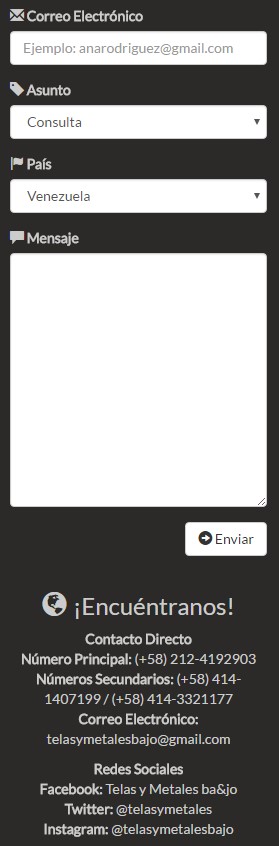 Correo Electrónico
Ejemplo: anarodriguez@gmail.com
Asunto
Consulta
País
Venezuela
Mensaje
Enviar
¡Encuéntranos!
Contacto Directo
Número Principal: (+58) 212-4192903
Números Secundarios: (+58) 414-
1407199 / (+58) 414-3321177
Correo Electrónico:
telasymetalesbajo@gmail.com
Redes Sociales
Facebook: Telas y Metales ba&jo
Twitter: @telasymetales
Instagram: @telasymetalesbajo